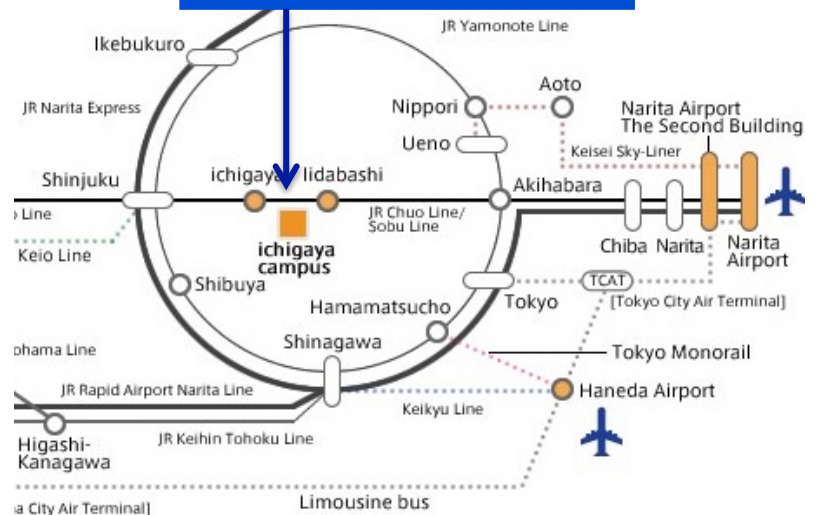 JR Yamonote Line
Ikebukuro
Aoto
JR Narita Express
Nippori
Narita Airport
The Second Building
Ueno
Keisei Sky-Liner
Shinjuku
ichigaya
Iidabashi
Akihabara
Line
JR Chuo Line/
Sobu Line
Keio Line
ichigaya
campus
Chiba
Narita
Narita
Airport
Shibuya
TCAT
Hamamatsucho
Tokyo
[Tokyo City Air Terminal]
Shinagawa
ohama Line
Tokyo Monorail
JR Rapid Airport Narita Line
Haneda Airport
Keikyu Line
JR Keihin Tohoku Line
Higashi-
Kanagawa
Limousine bus
a City Air Terminal]